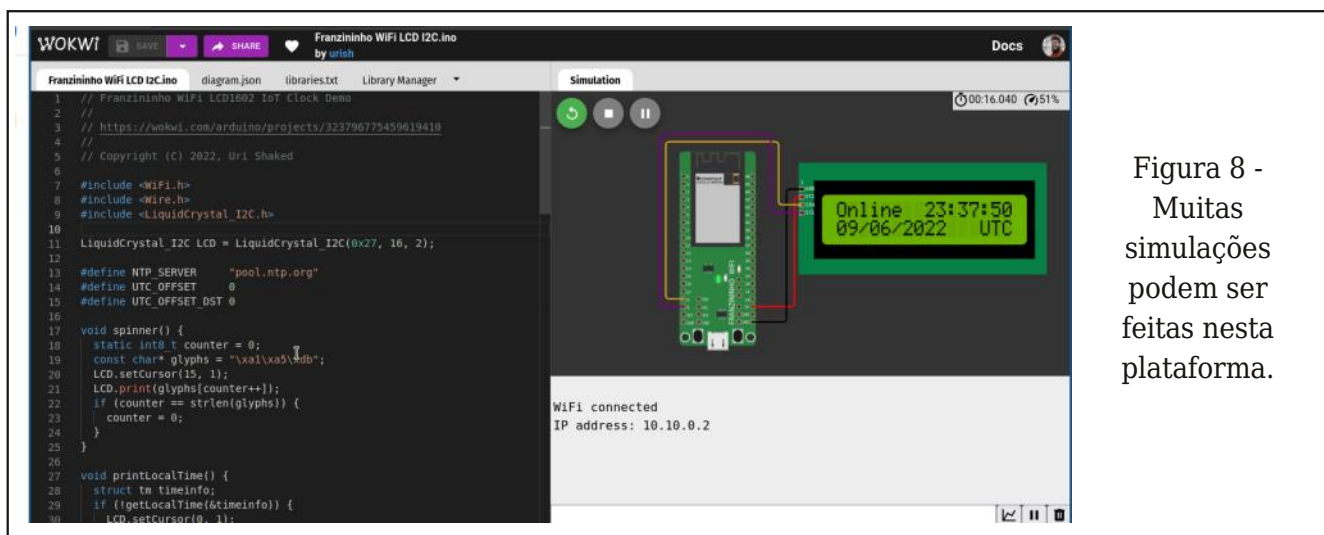 WOKWI SAVE SHARE Franzininho WiFi LCD I2C.ino
by urish
Docs
Franzininho WiFi LCD I2C.ino diagram.json libraries.txt Library Manager
Simulation
1 // Franzininho WiFi LCD1602 IoT Clock Demo
2 //
3 // https://wokwi.com/arduino/projects/323796775459619410
4 //
5 // Copyright (C) 2022, Uri Shaked
6
7 #include <WiFi.h>
8 #include <Wire.h>
9 #include <LiquidCrystal_I2C.h>
10
11 LiquidCrystal_I2C LCD = LiquidCrystal_I2C(0x27, 16, 2);
12
13 #define NTP_SERVER "pool.ntp.org"
14 #define UTC_OFFSET 0
15 #define UTC_OFFSET_DST 0
16
17 void spinner() {
18 static int8_t counter = 0;
19 const char* glyphs = "\xa1\xa5\xdb";
20 LCD.setCursor(15, 1);
21 LCD.print(glyphs[counter++]);
22 if (counter == strlen(glyphs)) {
23 counter = 0;
24 }
25 }
26
27 void printLocalTime() {
28 struct tm timeinfo;
29 if (!getLocalTime(&timeinfo)) {
30 LCD.setCursor(0, 1);
00:16.040 51%
FRANZININHO WIFI
Online 23:37:50
09/06/2022 UTC
WiFi connected
IP address: 10.10.0.2
Figura 8 -
Muitas
simulações
podem ser
feitas nesta
plataforma.